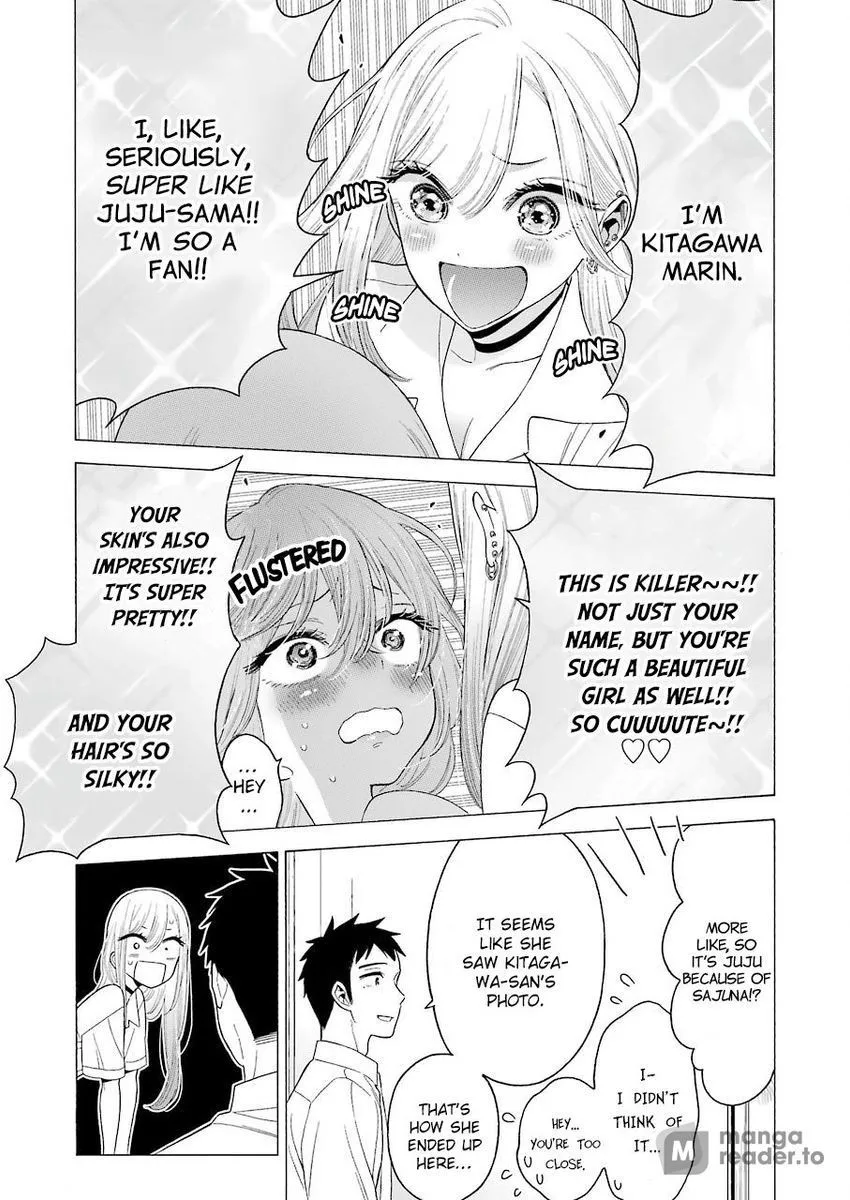 I'M
KITAGAWA
MARIN.
I, LIKE,
SERIOUSLY,
SUPER LIKE
JUJU-SAMA!!
I'M SO A
FAN!!
SHINE
SHINE
SHINE
THIS IS KILLER~~!!
NOT JUST YOUR
NAME, BUT YOU'RE
SUCH A BEAUTIFUL
GIRL AS WELL!!
SO CUUUUUTE~!!
♡♡
FLUSTERED
YOUR
SKIN'S ALSO
IMPRESSIVE!!
IT'S SUPER
PRETTY!!
AND YOUR
HAIR'S SO
SILKY!!
...
HEY
...
MORE
LIKE, SO
IT'S JUJU
BECAUSE OF
SAJUNA!?
I-
I DIDN'T
THINK OF
IT...
HEY...
YOU'RE TOO
CLOSE.
IT SEEMS
LIKE SHE
SAW KITAGA-
WA-SAN'S
PHOTO.
THAT'S
HOW SHE
ENDED UP
HERE...
M manga
reader.to